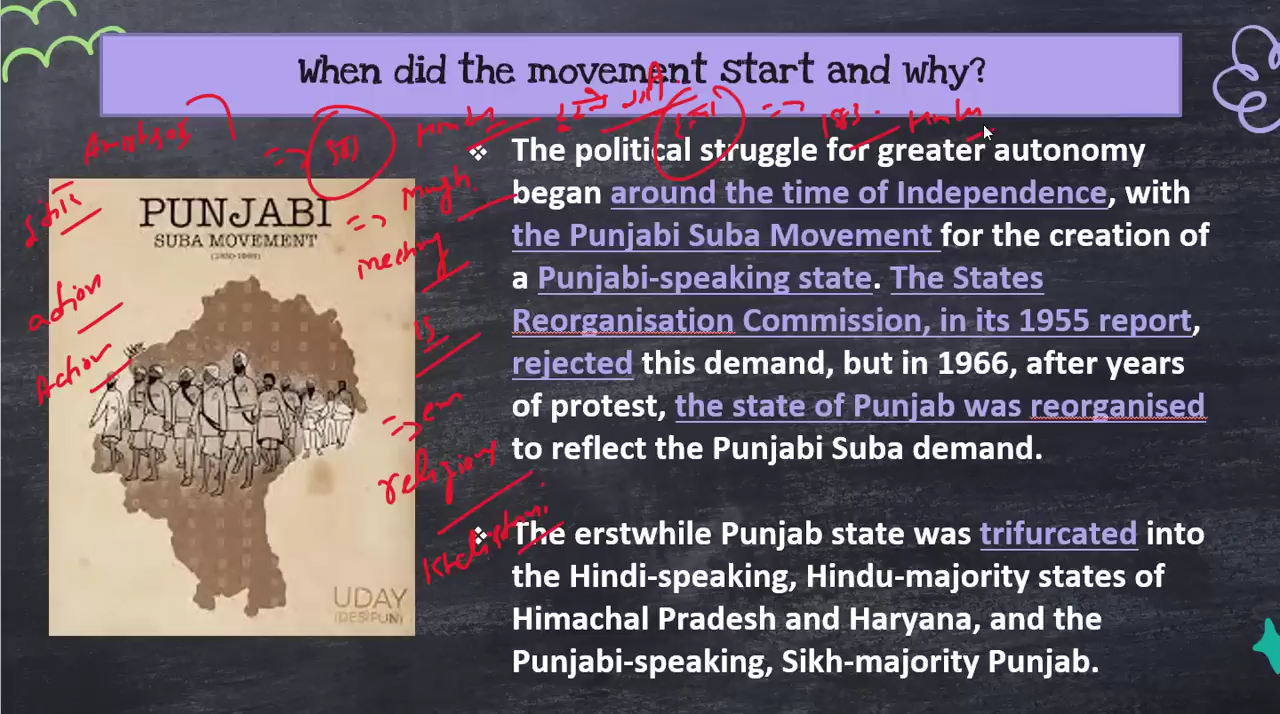 When did the movement start and why?
❖ The political struggle for greater autonomy
began around the time of Independence, with
the Punjabi Suba Movement for the creation of
a Punjabi-speaking state. The States
Reorganisation Commission, in its 1955 report,
rejected this demand, but in 1966, after years
of protest, the state of Punjab was reorganised
to reflect the Punjabi Suba demand.
❖ The erstwhile Punjab state was trifurcated into
the Hindi-speaking, Hindu-majority states of
Himachal Pradesh and Haryana, and the
Punjabi-speaking, Sikh-majority Punjab.
PUNJABI
SUBA MOVEMENT
UDAY
action
Action
meeting
religious
Khalistan.